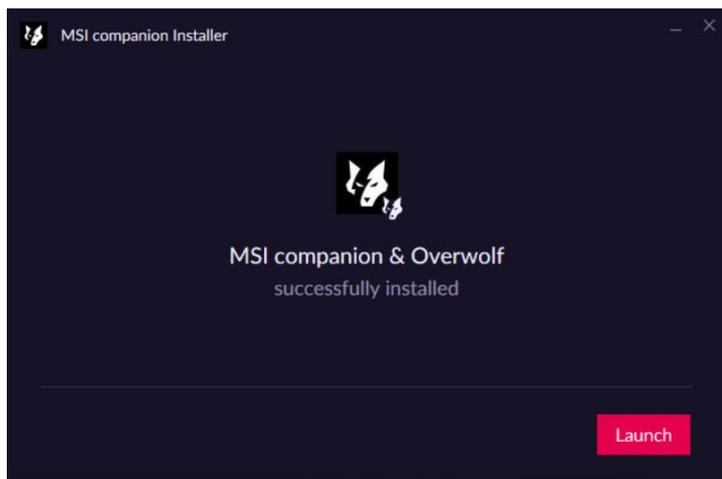 MSI companion Installer
MSI companion & Overwolf
successfully installed
Launch